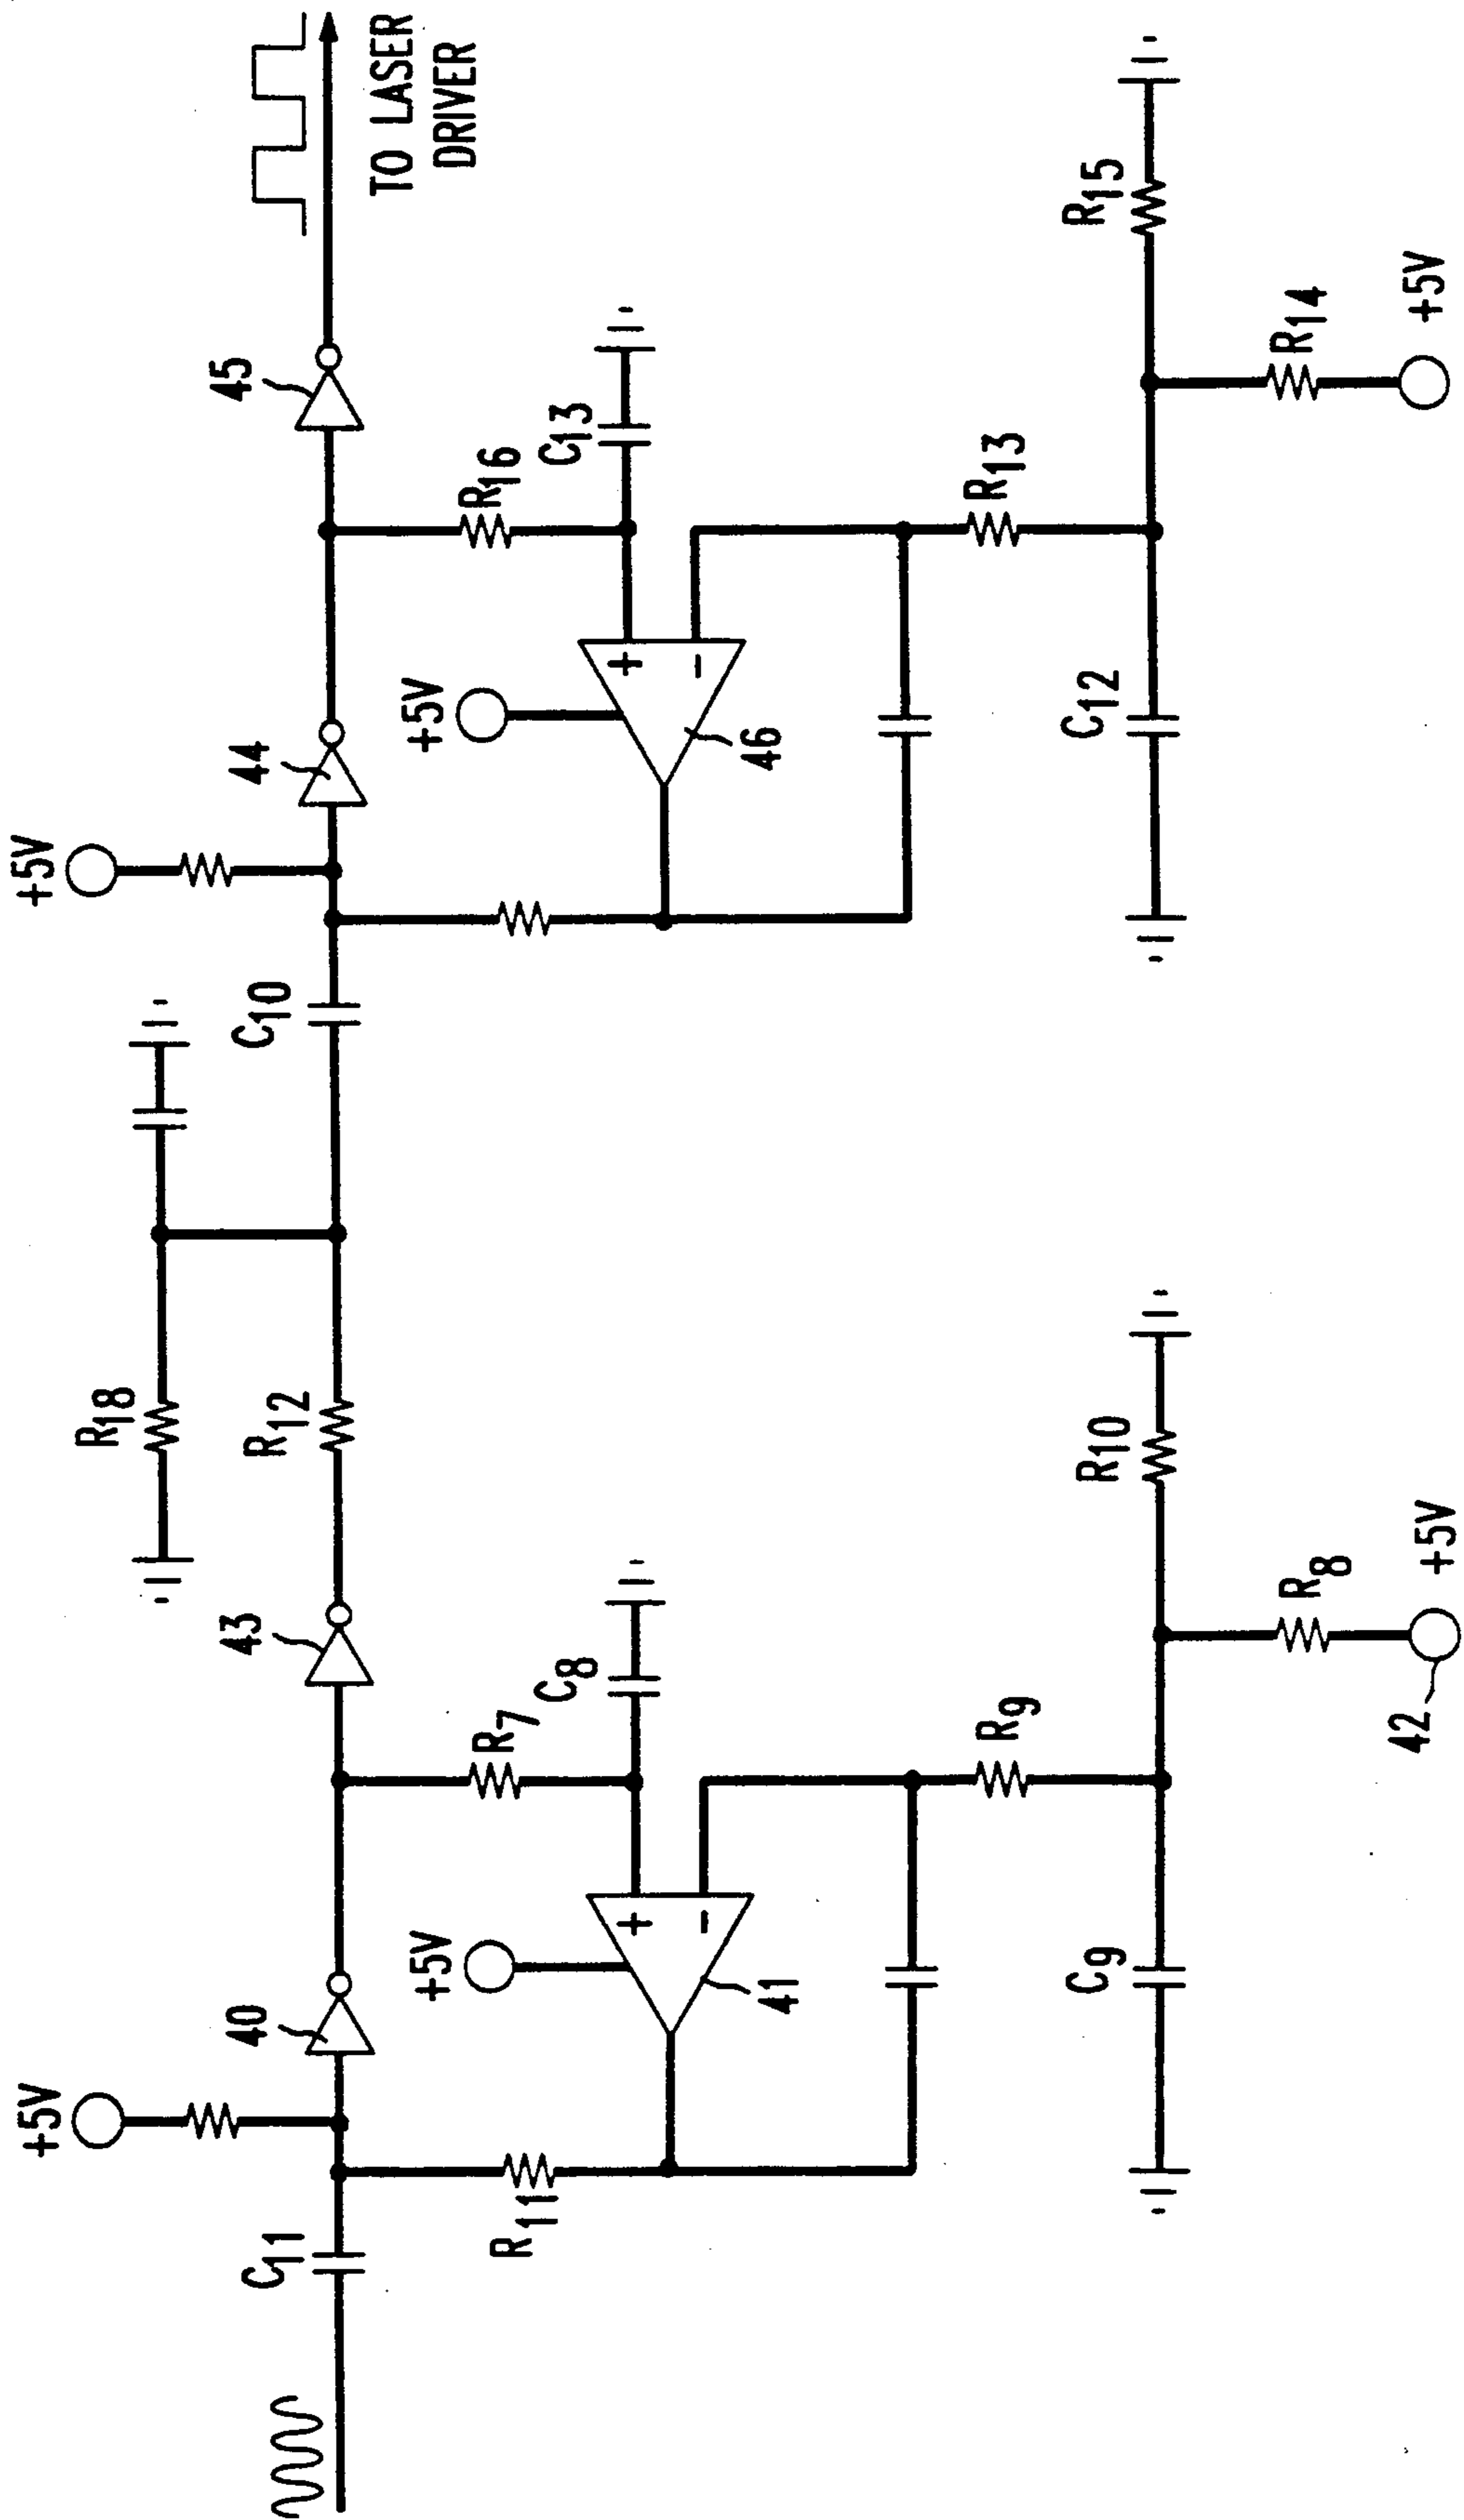 +5V
+5V
TO LASER
DRIVER
R18
C10
44
45
C11
40
43
R12
+5V
+5V
R7
C8
R16
C13
R11
41
46
R9
R13
C9
R10
C12
R15
R8
R14
42
+5V
+5V
+
−
+
−